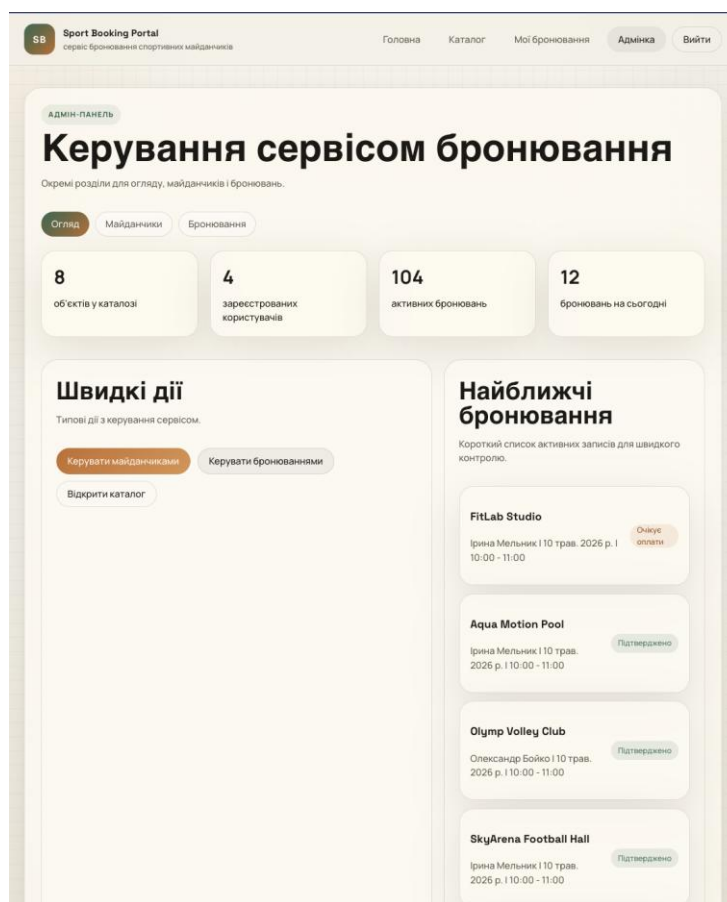 SB
Sport Booking Portal
сервіс бронювання спортивних майданчиків
Головна
Каталог
Мої бронювання
Адмінка
Вийти
АДМІН-ПАНЕЛЬ
Керування сервісом бронювання
Окремі розділи для огляду, майданчиків і бронювань.
Огляд
Майданчики
Бронювання
8
об'єктів у каталозі
4
зареєстрованих
користувачів
104
активних бронювань
12
бронювань на сьогодні
Швидкі дії
Типові дії з керування сервісом.
Керувати майданчиками
Керувати бронюваннями
Відкрити каталог
Найближчі
бронювання
Короткий список активних записів для швидкого
контролю.
FitLab Studio
Ірина Мельник | 10 трав. 2026 р. |
10:00 - 11:00
Очікує
оплати
Aqua Motion Pool
Ірина Мельник | 10 трав.
2026 р. | 10:00 - 11:00
Підтверджено
Olymp Volley Club
Олександр Бойко | 10 трав.
2026 р. | 10:00 - 11:00
Підтверджено
SkyArena Football Hall
Ірина Мельник | 10 трав.
2026 р. | 10:00 - 11:00
Підтверджено